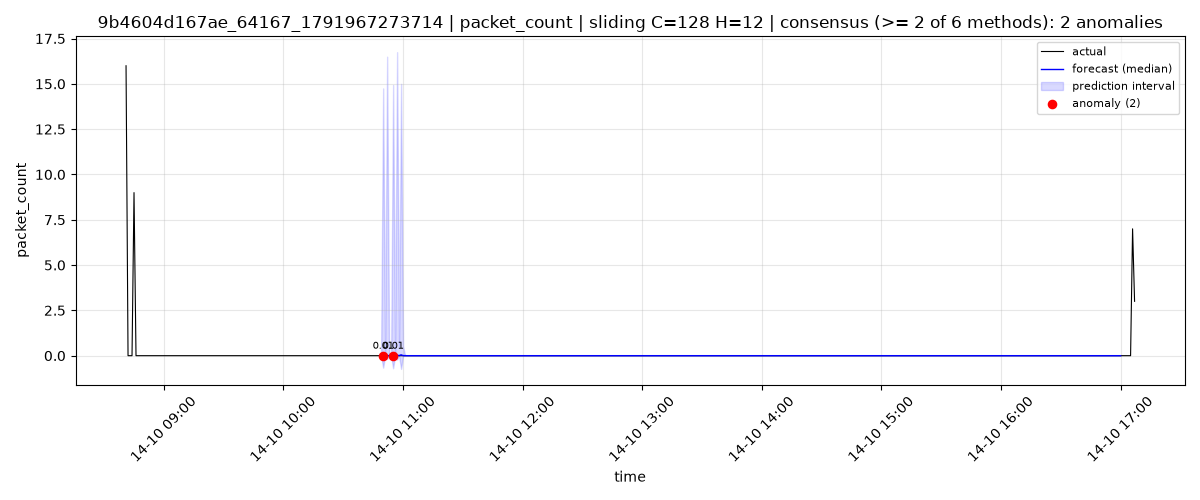 9b4604d167ae_64167_1791967273714 | packet_count | sliding C=128 H=12 | consensus (>= 2 of 6 methods): 2 anomalies
17.5
15.0
12.5
10.0
7.5
5.0
2.5
0.0
packet_count
actual
forecast (median)
prediction interval
anomaly (2)
14-10 09:00
14-10 10:00
14-10 11:00
14-10 12:00
14-10 13:00
14-10 14:00
14-10 15:00
14-10 16:00
14-10 17:00
time